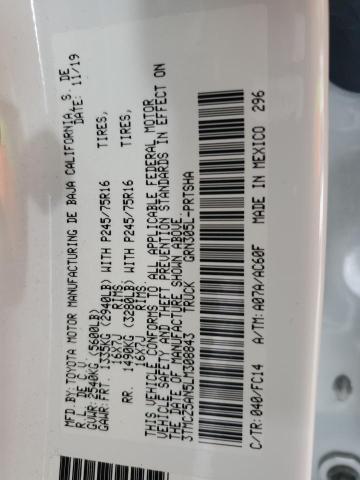 MFD.BY:TOYOTA MOTOR MANUFACTURING DE BAJA CALIFORNIA, S. DE
R.L. DE C.V. DATE: 11/19
GVWR:2540KG (5600LB)
GAWR:FRT. 1335KG (2940LB) WITH P245/75R16 TIRES,
16X7J RIMS
RR. 1490KG (3280LB) WITH P245/75R16 TIRES,
16X7J RIMS.
THIS VEHICLE CONFORMS TO ALL APPLICABLE FEDERAL MOTOR
VEHICLE SAFETY AND THEFT PREVENTION STANDARDS IN EFFECT ON
THE DATE OF MANUFACTURE SHOWN ABOVE.
3TMCZ5AN5LM308843 TRUCK GRN305L-PRTSHA
C/TR:040/FC14 A/TM:A07A/AC60F MADE IN MEXICO 296